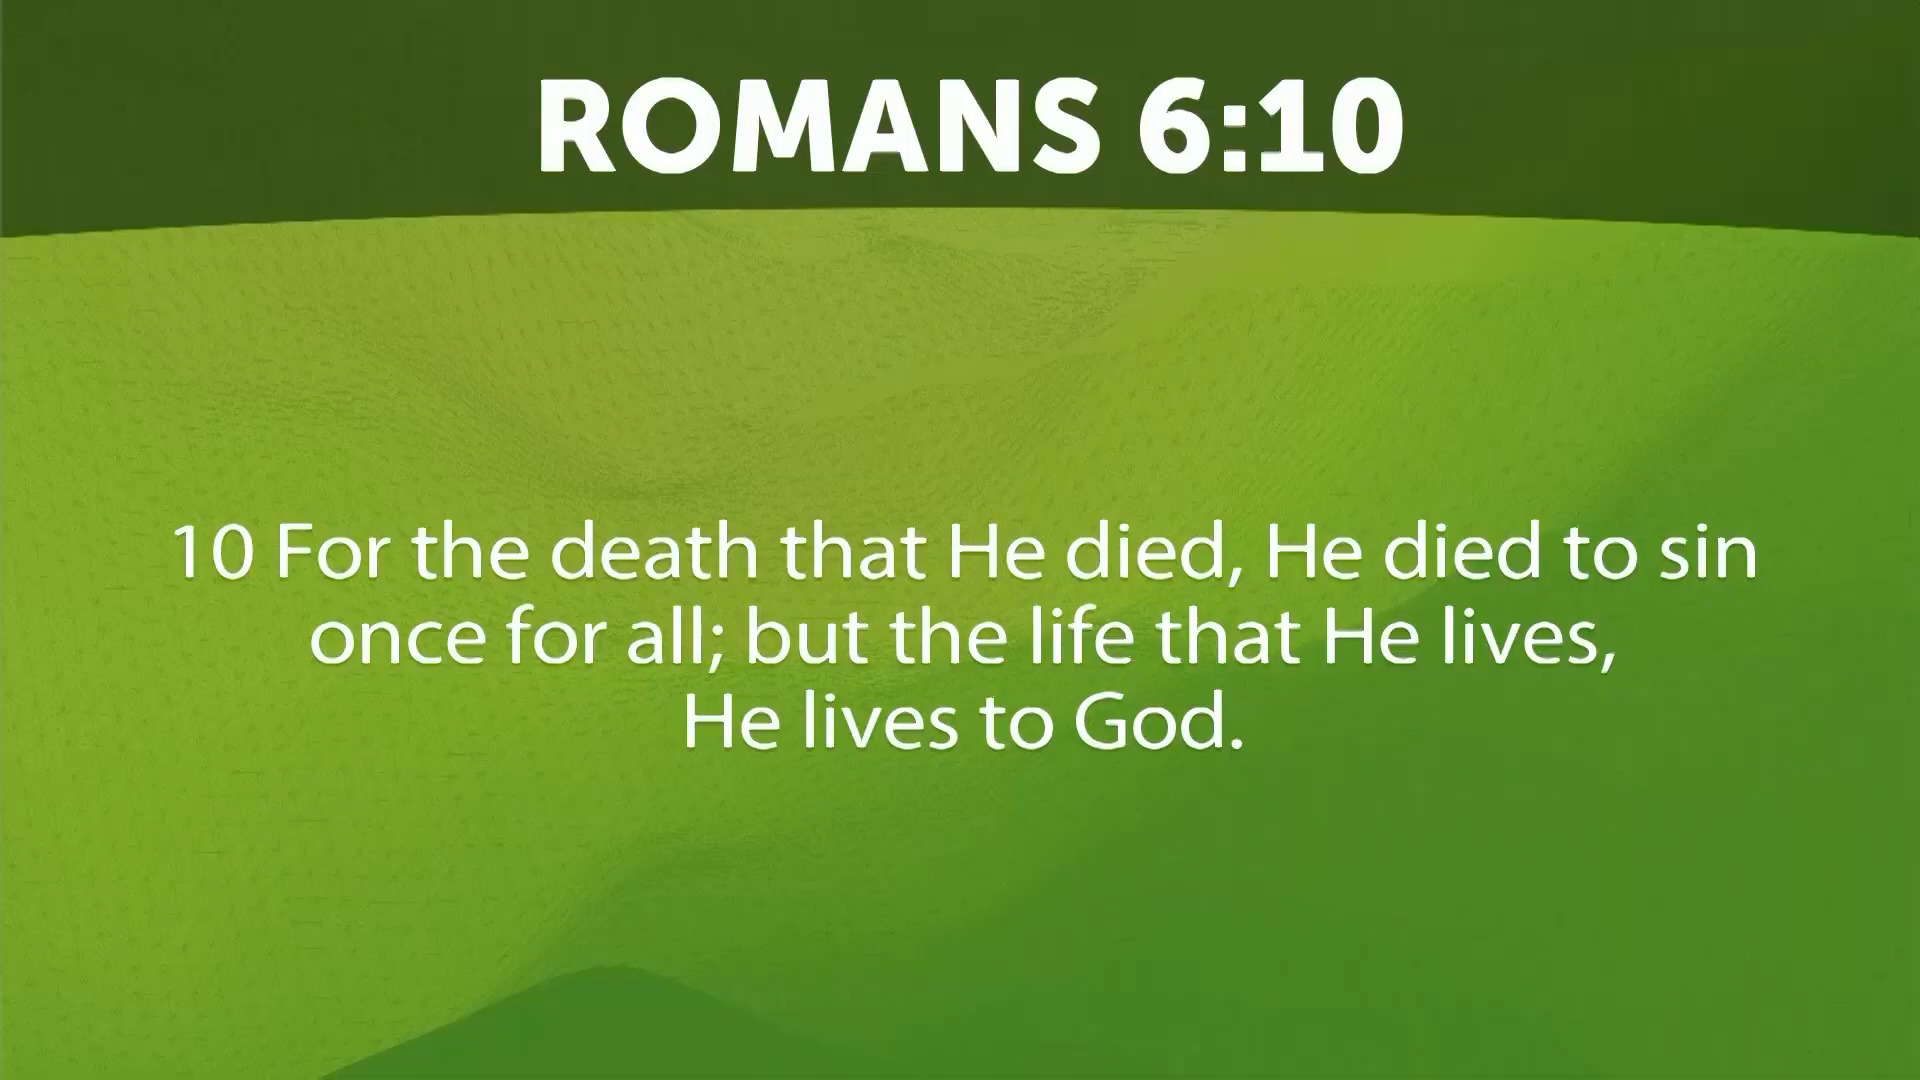 ROMANS 6:10
10 For the death that He died, He died to sin
once for all; but the life that He lives,
He lives to God.